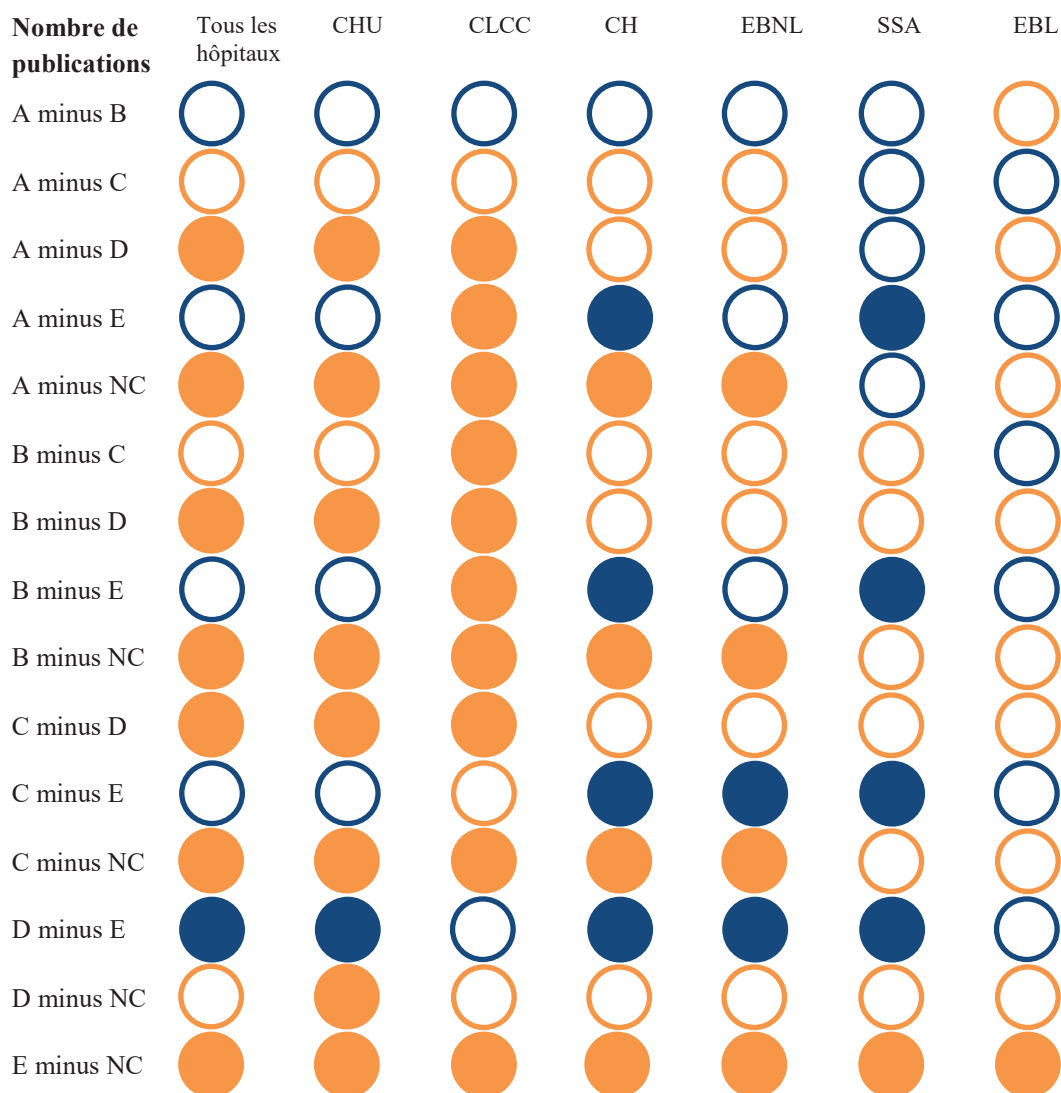 Nombre de publications
Tous les hôpitaux
CHU
CLCC
CH
EBNL
SSA
EBL
A minus B
A minus C
A minus D
A minus E
A minus NC
B minus C
B minus D
B minus E
B minus NC
C minus D
C minus E
C minus NC
D minus E
D minus NC
E minus NC